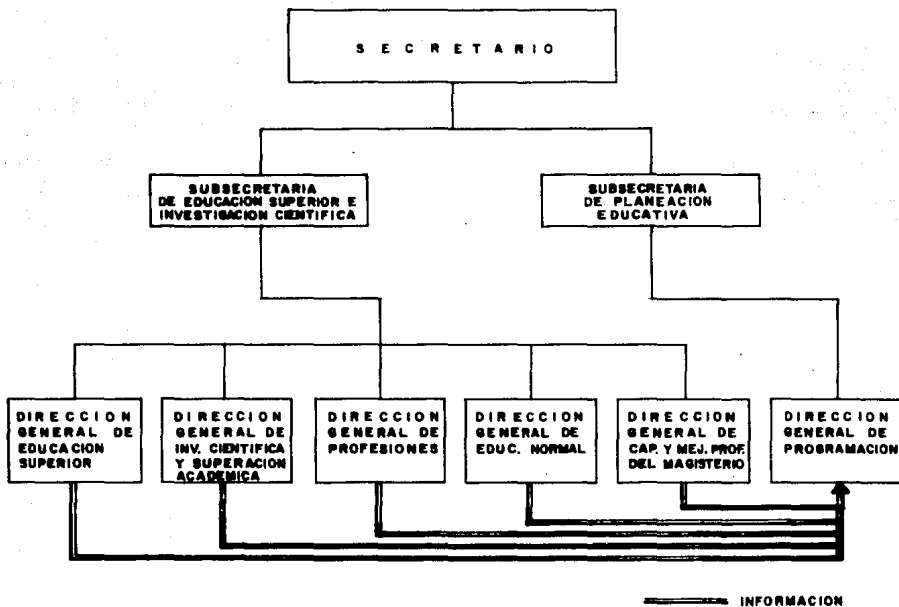 SECRETARIO
SUBSECRETARIA
DE EDUCACION SUPERIOR E
INVESTIGACION CIENTIFICA
SUBSECRETARIA
DE PLANEACION
EDUCATIVA
DIRECCION
GENERAL DE
EDUCACION
SUPERIOR
DIRECCION
GENERAL DE
INV. CIENTIFICA
Y SUPERACION
ACADEMICA
DIRECCION
GENERAL DE
PROFESIONES
DIRECCION
GENERAL DE
EDUC. NORMAL
DIRECCION
GENERAL DE
CAP. Y MEJ. PROF.
DEL MAGISTERIO
DIRECCION
GENERAL DE
PROGRAMACION
INFORMACION